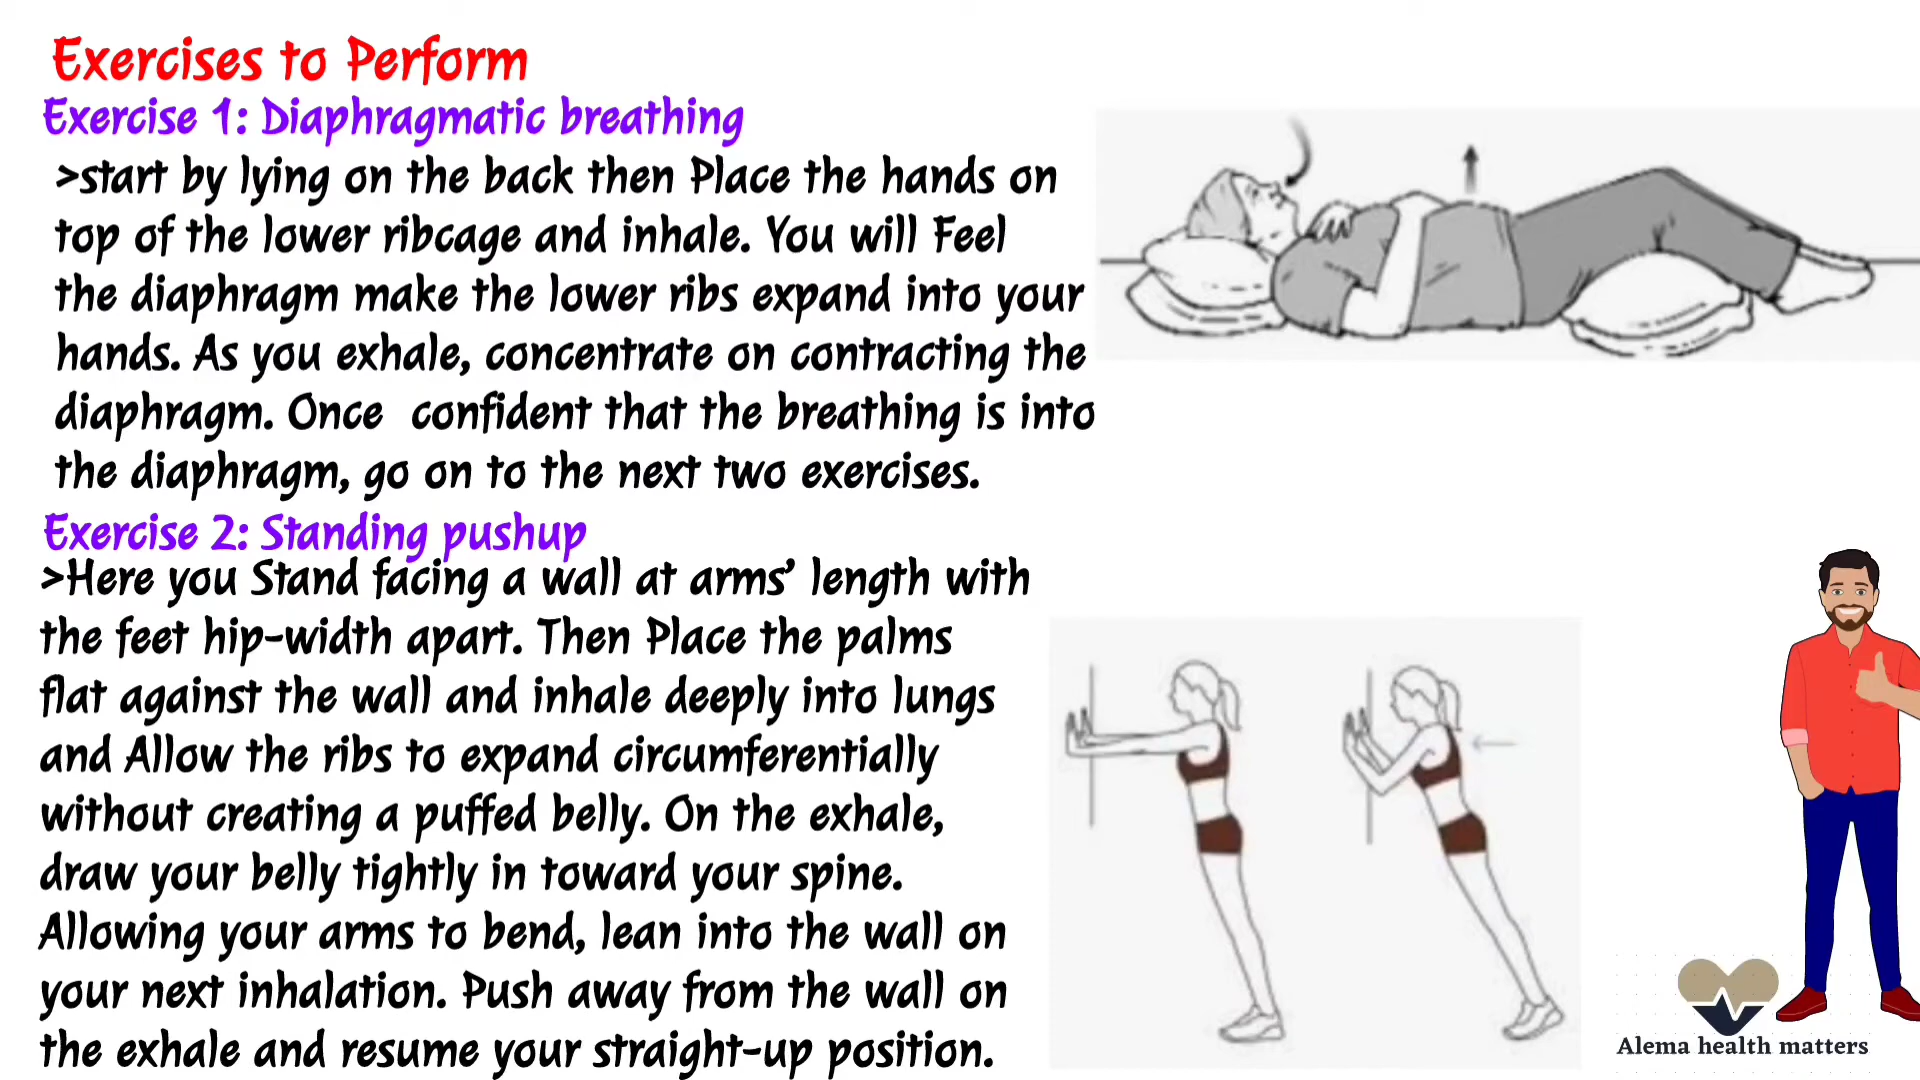 Exercises to Perform
Exercise 1: Diaphragmatic breathing
>start by lying on the back then Place the hands on
top of the lower ribcage and inhale. You will Feel
the diaphragm make the lower ribs expand into your
hands. As you exhale, concentrate on contracting the
diaphragm. Once confident that the breathing is into
the diaphragm, go on to the next two exercises.
Exercise 2: Standing pushup
>Here you Stand facing a wall at arms’ length with
the feet hip-width apart. Then Place the palms
flat against the wall and inhale deeply into lungs
and Allow the ribs to expand circumferentially
without creating a puffed belly. On the exhale,
draw your belly tightly in toward your spine.
Allowing your arms to bend, lean into the wall on
your next inhalation. Push away from the wall on
the exhale and resume your straight-up position.
Alema health matters